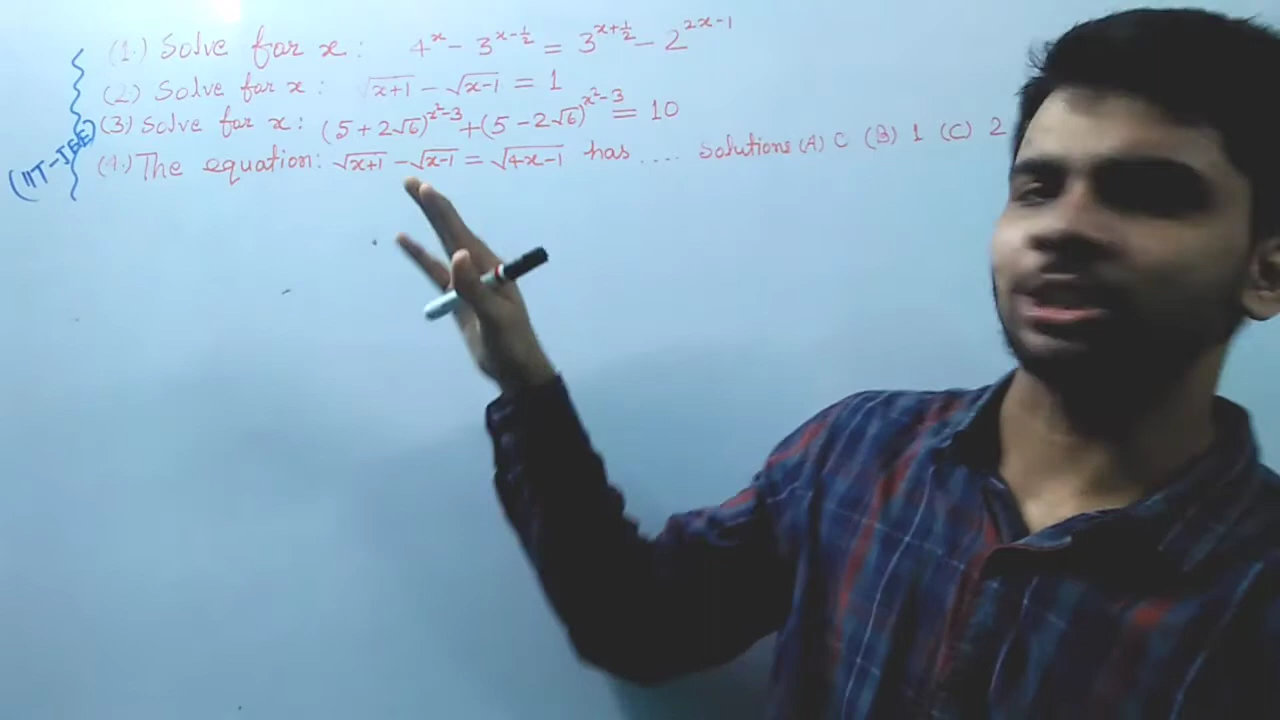 (1.) Solve for x: 4^x - 3^(x-1/2) = 3^(x+1/2) - 2^(2x-1)
(2) Solve for x: √(x+1) - √(x-1) = 1
(3) Solve for x: (5+2√6)^(x²-3) + (5-2√6)^(x²-3) = 10
(4.) The equation: √(x+1) - √(x-1) = √(4x-1) has .... solutions (A) 0 (B) 1 (C) 2
(IIT-JEE)